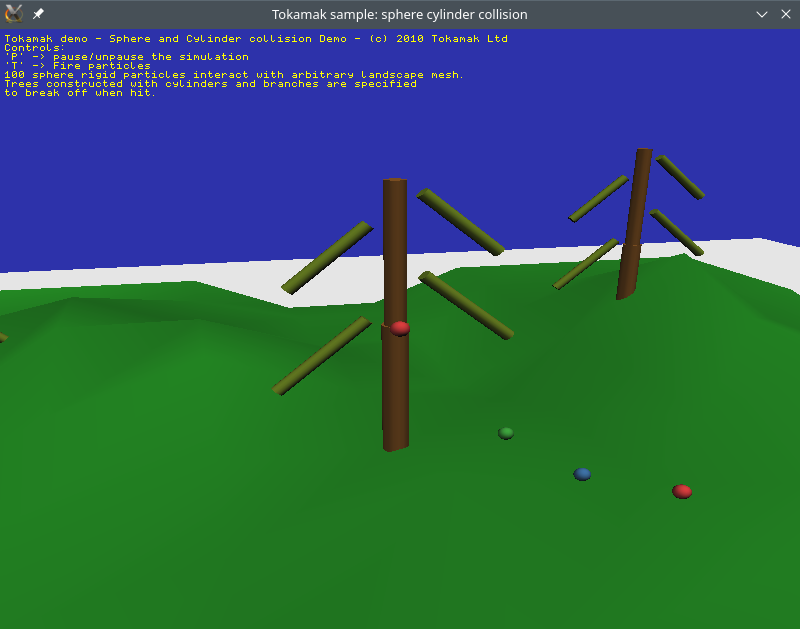 Tokamak sample: sphere cylinder collision
Tokamak demo - Sphere and Cylinder collision Demo - (c) 2010 Tokamak Ltd
Controls:
'P' -> pause/unpause the simulation
'T' -> Fire particles
100 sphere rigid particles interact with arbitrary landscape mesh.
Trees constructed with cylinders and branches are specified
to break off when hit.